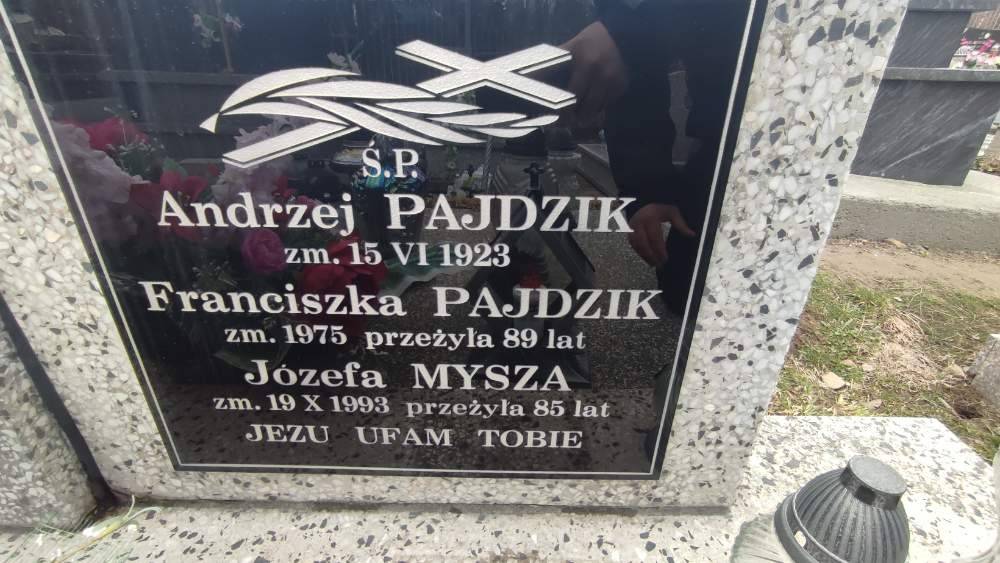 Ś.P.
Andrzej PAJDZIK
zm. 15 VI 1923
Franciszka PAJDZIK
zm. 1975 przeżyła 89 lat
Józefa MYSZA
zm. 19 X 1993 przeżyła 85 lat
JEZU UFAM TOBIE